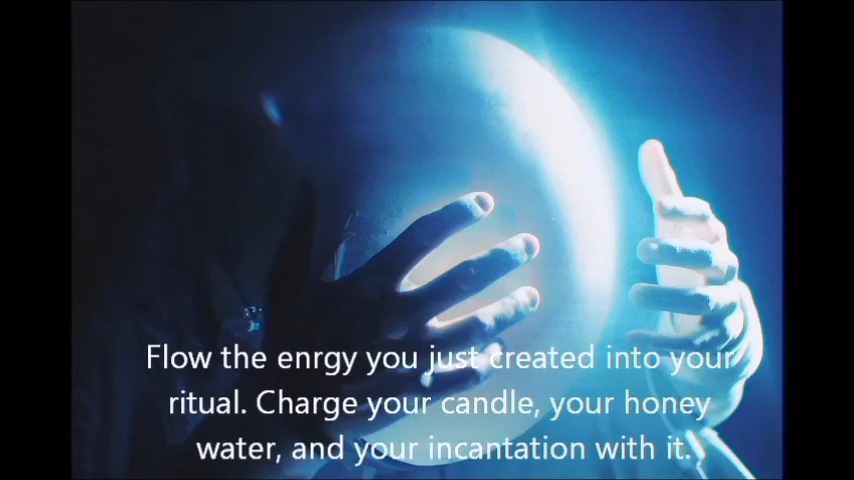 Flow the enrgy you just created into your
ritual. Charge your candle, your honey
water, and your incantation with it.